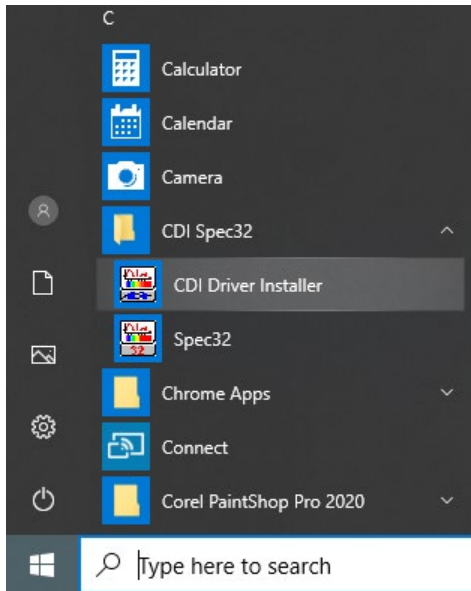 C
Calculator
Calendar
Camera
CDI Spec32
CDI Driver Installer
Spec32
Chrome Apps
Connect
Corel PaintShop Pro 2020
Type here to search